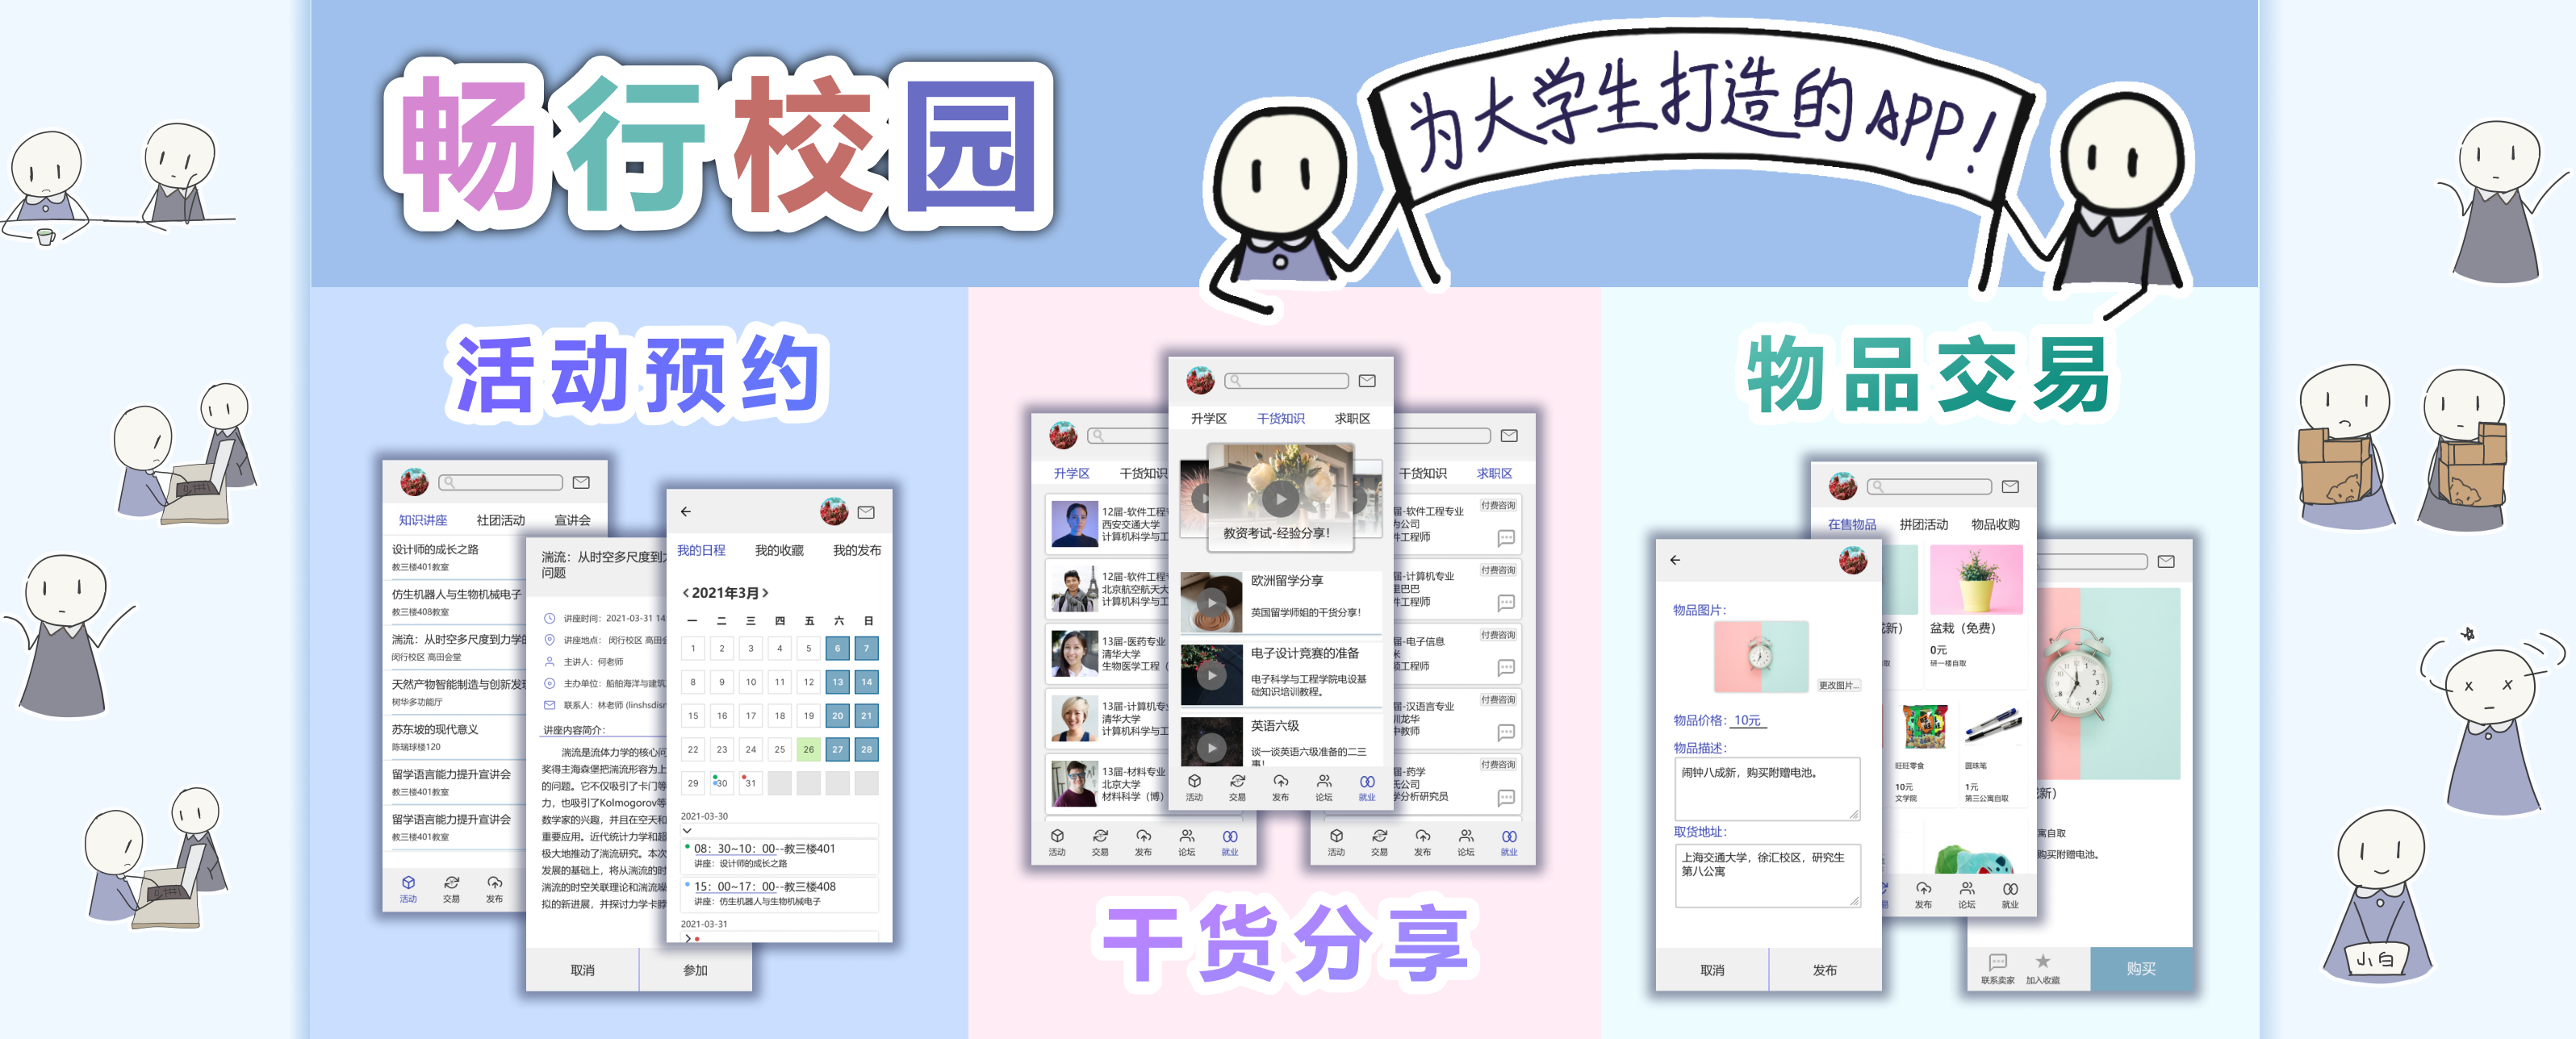 畅行校园
为大学生打造的APP!
活动预约
知识讲座 社团活动 宣讲会
设计师的成长之路
教三楼401教室
仿生机器人与生物机械电子
教三楼408教室
湍流：从时空多尺度到力学的
闵行校区 高田会堂
天然产物智能制造与创新发现
树华多功能厅
苏东坡的现代意义
陈瑞球楼120
留学语言能力提升宣讲会
教三楼401教室
留学语言能力提升宣讲会
教三楼401教室
活动 交易 发布
湍流：从时空多尺度到
问题
讲座时间：2021-03-31 14
讲座地点： 闵行校区 高田会
主讲人：何老师
主办单位：船舶海洋与建筑
联系人：林老师 (linshsdisr
讲座内容简介：
湍流是流体力学的核心问
奖得主海森堡把湍流形容为上
的问题。它不仅吸引了卡门等
力，也吸引了Kolmogorov等
数学家的兴趣，并且在空天和
重要应用。近代统计力学和超
极大地推动了湍流研究。本次
发展的基础上，将从湍流的时
湍流的时空关联理论和湍流噪
拟的新进展，并探讨力学卡脖
取消 参加
我的日程 我的收藏 我的发布
2021年3月
一 二 三 四 五 六 日
1 2 3 4 5 6 7
8 9 10 11 12 13 14
15 16 17 18 19 20 21
22 23 24 25 26 27 28
29 30 31
2021-03-30
08：30~10：00--教三楼401
讲座：设计师的成长之路
15：00~17：00--教三楼408
讲座：仿生机器人与生物机械电子
2021-03-31
升学区 干货知识
12届-软件工程
西安交通大学
计算机科学与工
12届-软件工程
北京航空航天大
计算机科学与工
13届-医药专业
清华大学
生物医学工程（
13届-计算机专业
清华大学
计算机科学与工
13届-材料专业
北京大学
材料科学（博）
活动 交易 发布 论坛 就业
升学区 干货知识 求职区
教资考试-经验分享！
欧洲留学分享
英国留学师姐的干货分享！
电子设计竞赛的准备
电子科学与工程学院电设基
础知识培训教程。
英语六级
谈一谈英语六级准备的二三
事！
活动 交易 发布 论坛 就业
干货知识 求职区
届-软件工程专业
付费咨询
为公司
件工程师
届-计算机专业
付费咨询
里巴巴
件工程师
届-电子信息
付费咨询
米
项工程师
届-汉语言专业
付费咨询
圳龙华
中教师
届-药学
付费咨询
氏公司
学分析研究员
活动 交易 发布 论坛 就业
干货分享
物品交易
物品图片：
更改图片...
物品价格：10元
物品描述：
闹钟八成新，购买附赠电池。
取货地址：
上海交通大学，徐汇校区，研究生
第八公寓
取消 发布
在售物品 拼团活动 物品收购
成新）
自取
盆栽（免费）
0元
研一楼自取
旺旺零食
10元
文学院
圆珠笔
1元
第三公寓自取
易 发布 论坛 就业
新）
寓自取
购买附赠电池。
联系卖家 加入收藏 购买
小白